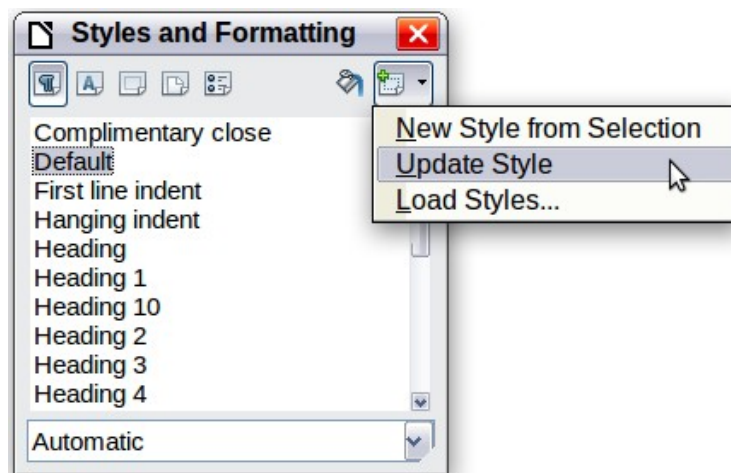 Styles and Formatting
New Style from Selection
Update Style
Load Styles...
Complimentary close
Default
First line indent
Hanging indent
Heading
Heading 1
Heading 10
Heading 2
Heading 3
Heading 4
Automatic